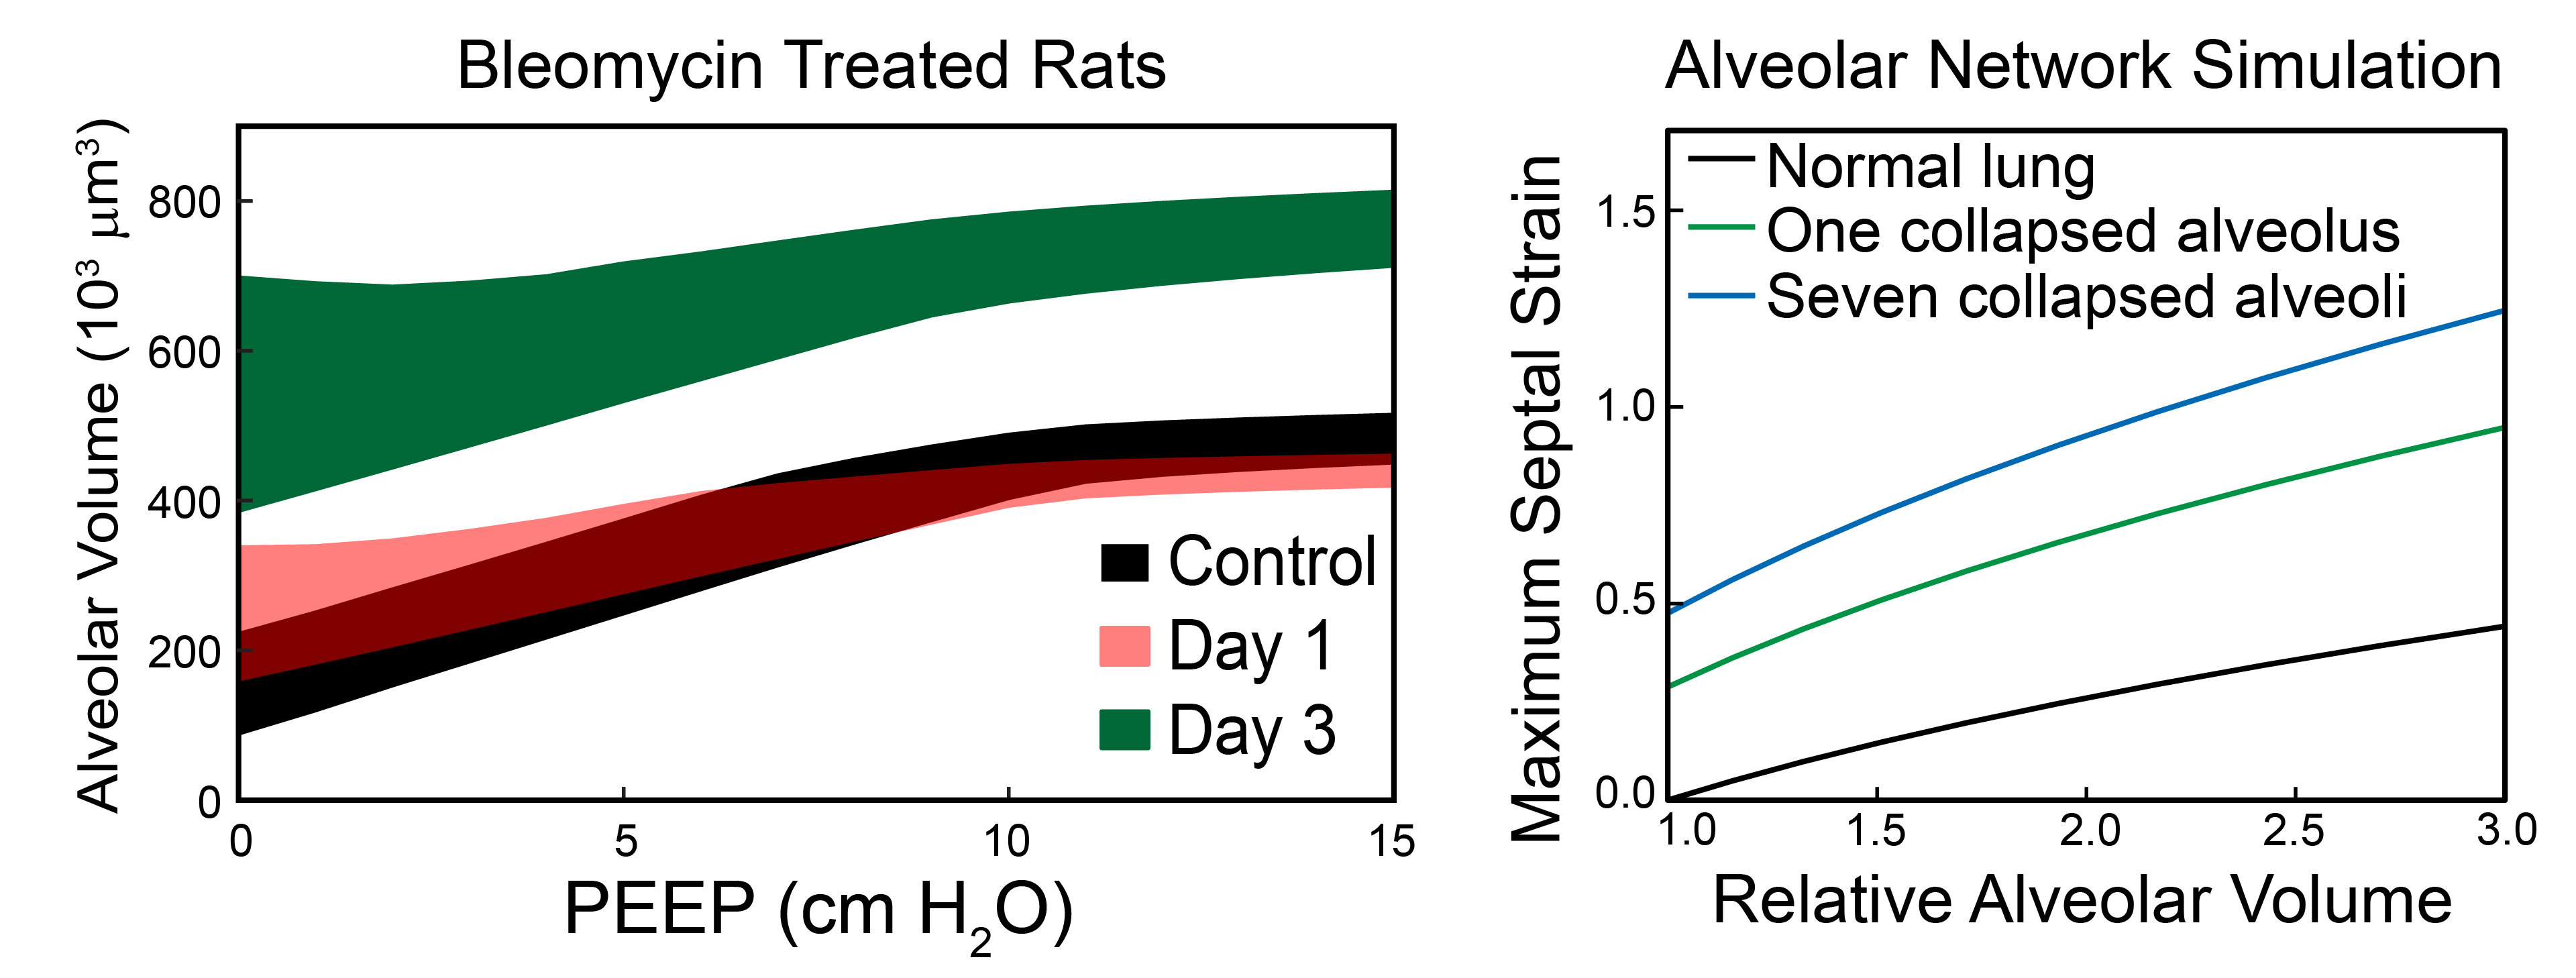 Bleomycin Treated Rats
Alveolar Volume (10³ μm³)
800
600
400
200
0
0 5 10 15
PEEP (cm H₂O)
Control
Day 1
Day 3
Alveolar Network Simulation
Maximum Septal Strain
1.5
1.0
0.5
0.0
1.0 1.5 2.0 2.5 3.0
Relative Alveolar Volume
Normal lung
One collapsed alveolus
Seven collapsed alveoli